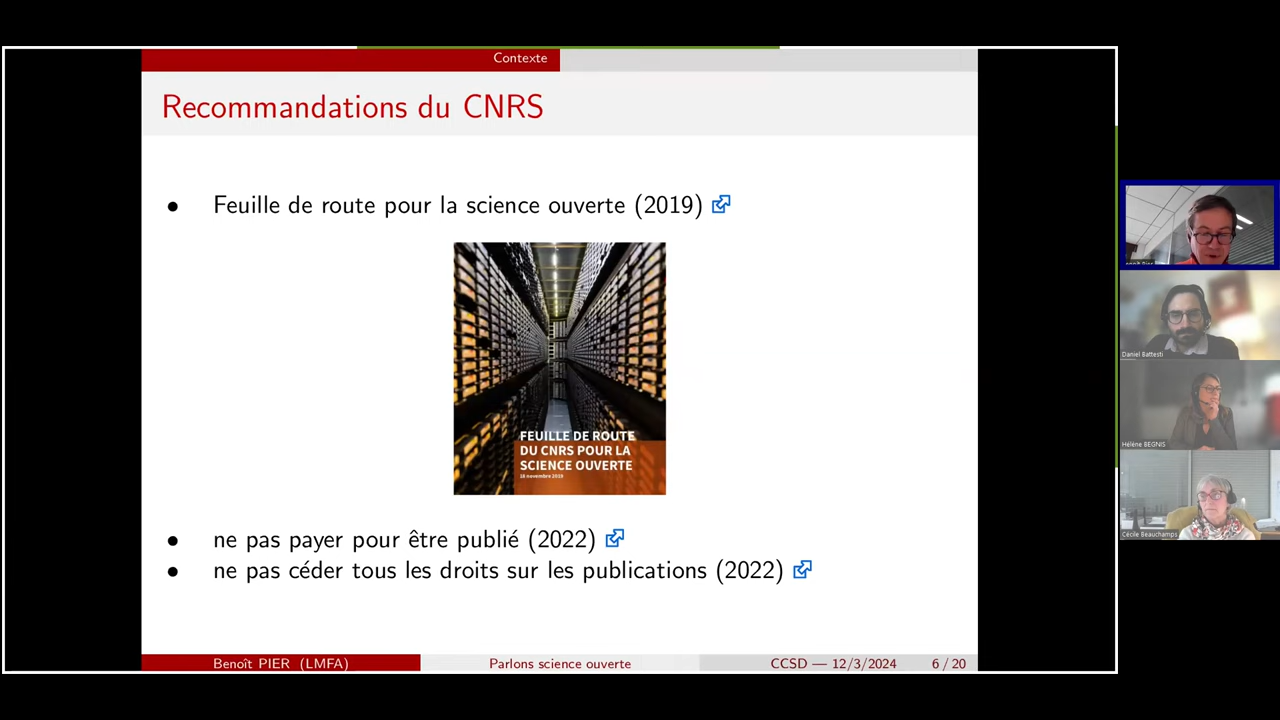 Contexte
Recommandations du CNRS
• Feuille de route pour la science ouverte (2019)
FEUILLE DE ROUTE
DU CNRS POUR LA
SCIENCE OUVERTE
• ne pas payer pour être publié (2022)
• ne pas céder tous les droits sur les publications (2022)
Benoît PIER (LMFA) Parlons science ouverte CCSD — 12/3/2024 6 / 20
Daniel Battesti
Hélène BEGNIS
Cécile Beauchamps